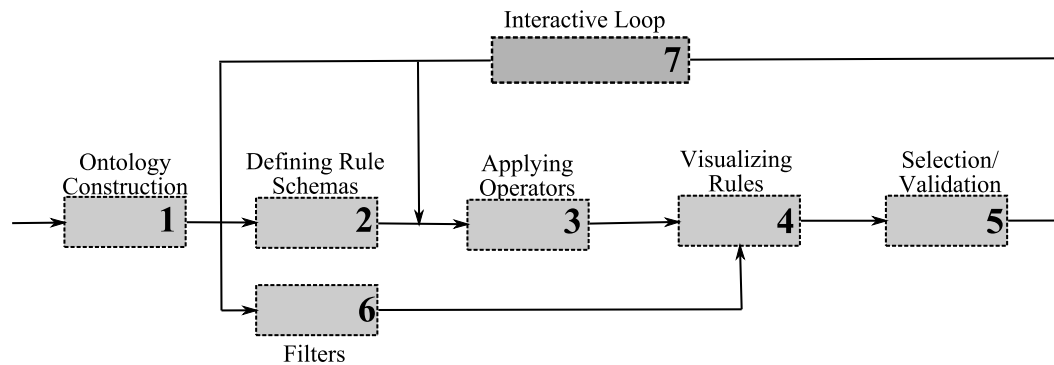 Interactive Loop
7
Ontology
Construction
1
Defining Rule
Schemas
2
Applying
Operators
3
Visualizing
Rules
4
Selection/
Validation
5
6
Filters